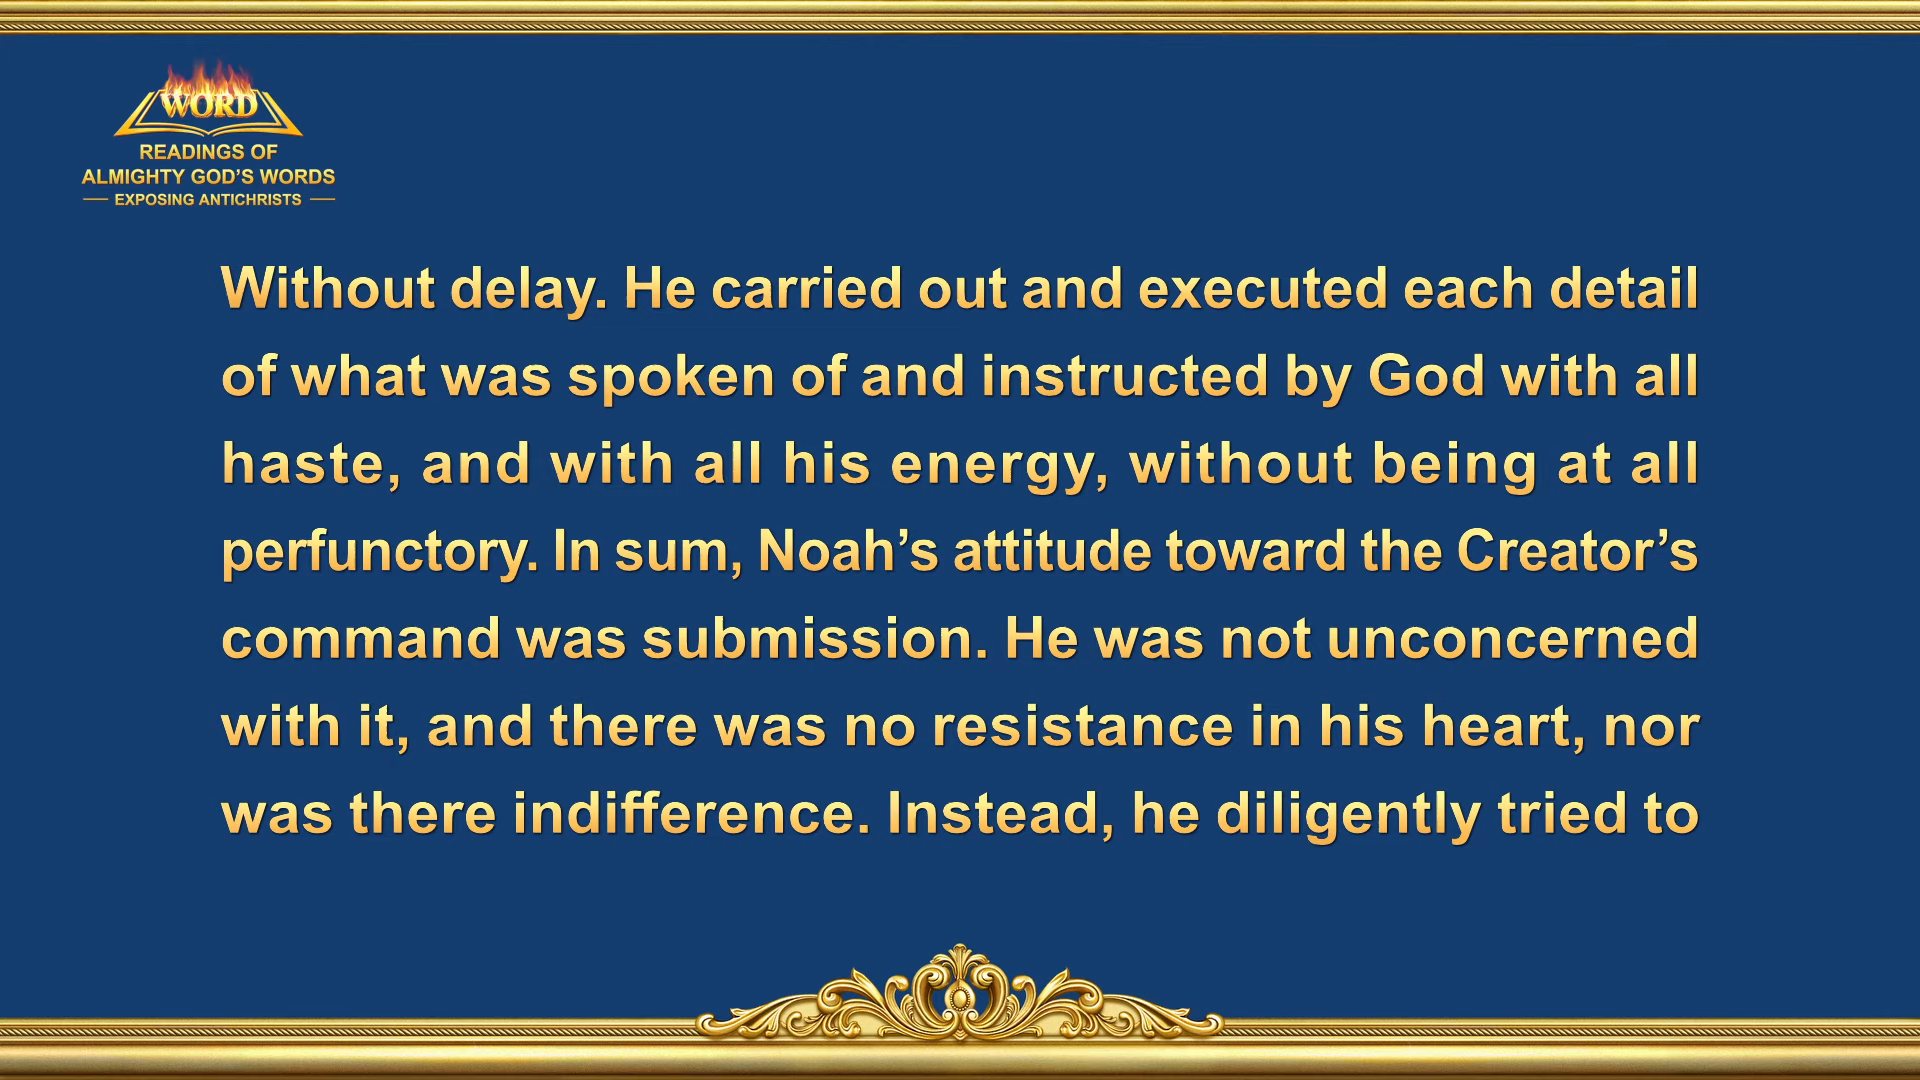 WORD
READINGS OF
ALMIGHTY GOD’S WORDS
EXPOSING ANTICHRISTS
Without delay. He carried out and executed each detail
of what was spoken of and instructed by God with all
haste, and with all his energy, without being at all
perfunctory. In sum, Noah’s attitude toward the Creator’s
command was submission. He was not unconcerned
with it, and there was no resistance in his heart, nor
was there indifference. Instead, he diligently tried to